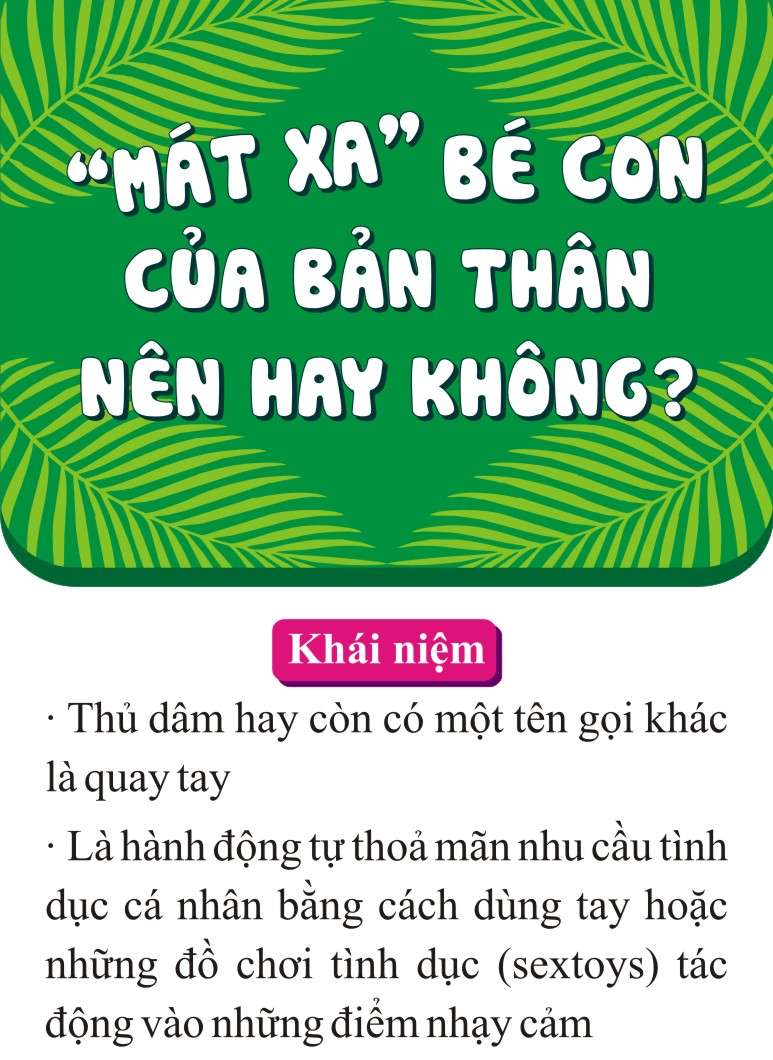 “MÁT XA” BÉ CON
CỦA BẢN THÂN
NÊN HAY KHÔNG?
Khái niệm
· Thủ dâm hay còn có một tên gọi khác
là quay tay
· Là hành động tự thoả mãn nhu cầu tình
dục cá nhân bằng cách dùng tay hoặc
những đồ chơi tình dục (sextoys) tác
động vào những điểm nhạy cảm